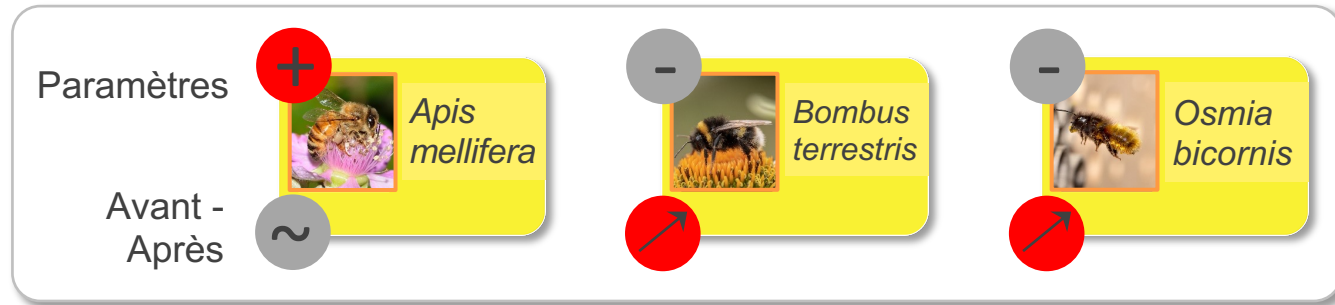 Paramètres
+
Apis
mellifera
-
Bombus
terrestris
-
Osmia
bicornis
Avant -
Après
~